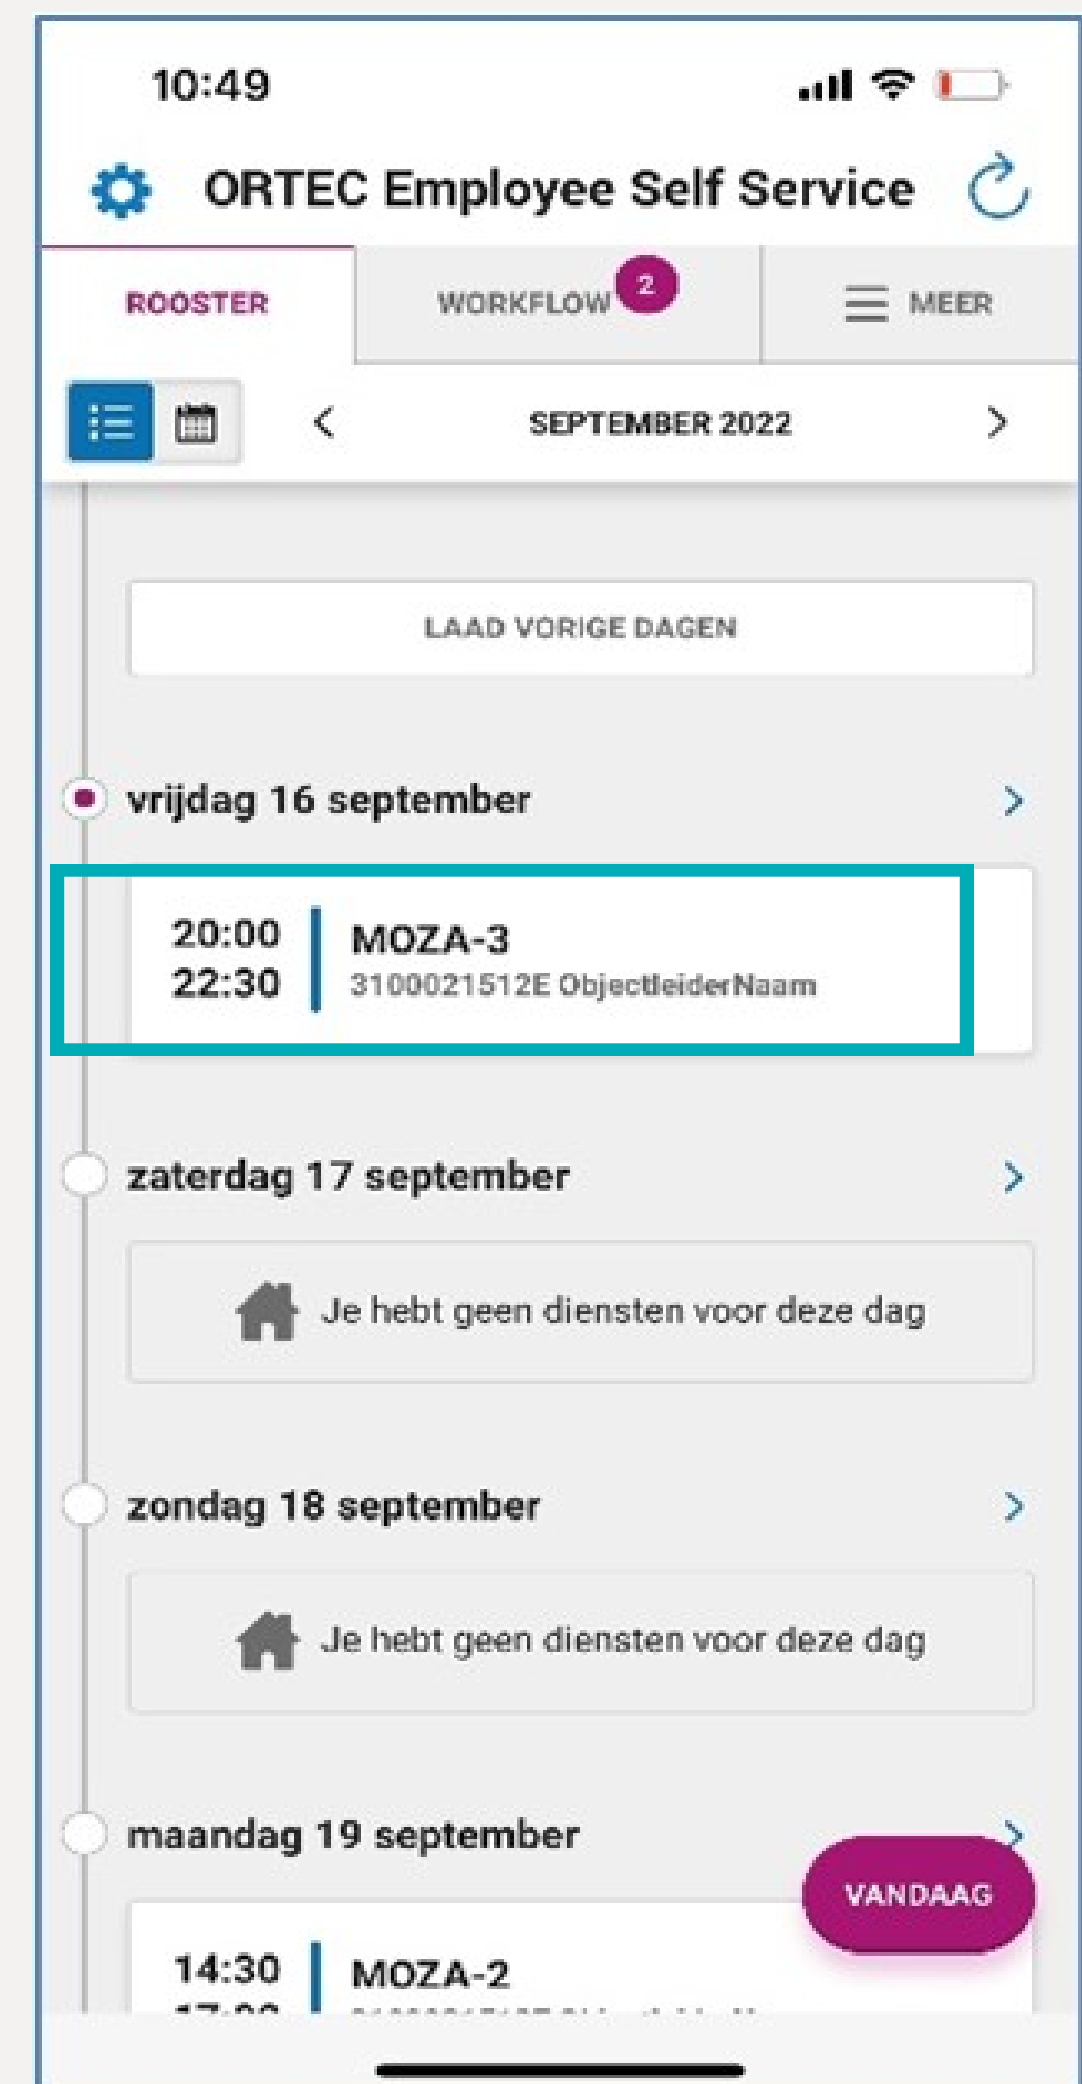 10:49
ORTEC Employee Self Service
ROOSTER
WORKFLOW
2
MEER
SEPTEMBER 2022
LAAD VORIGE DAGEN
vrijdag 16 september
20:00
MOZA-3
22:30
3100021512E ObjectleiderNaam
zaterdag 17 september
Je hebt geen diensten voor deze dag
zondag 18 september
Je hebt geen diensten voor deze dag
maandag 19 september
VANDAAG
14:30
MOZA-2